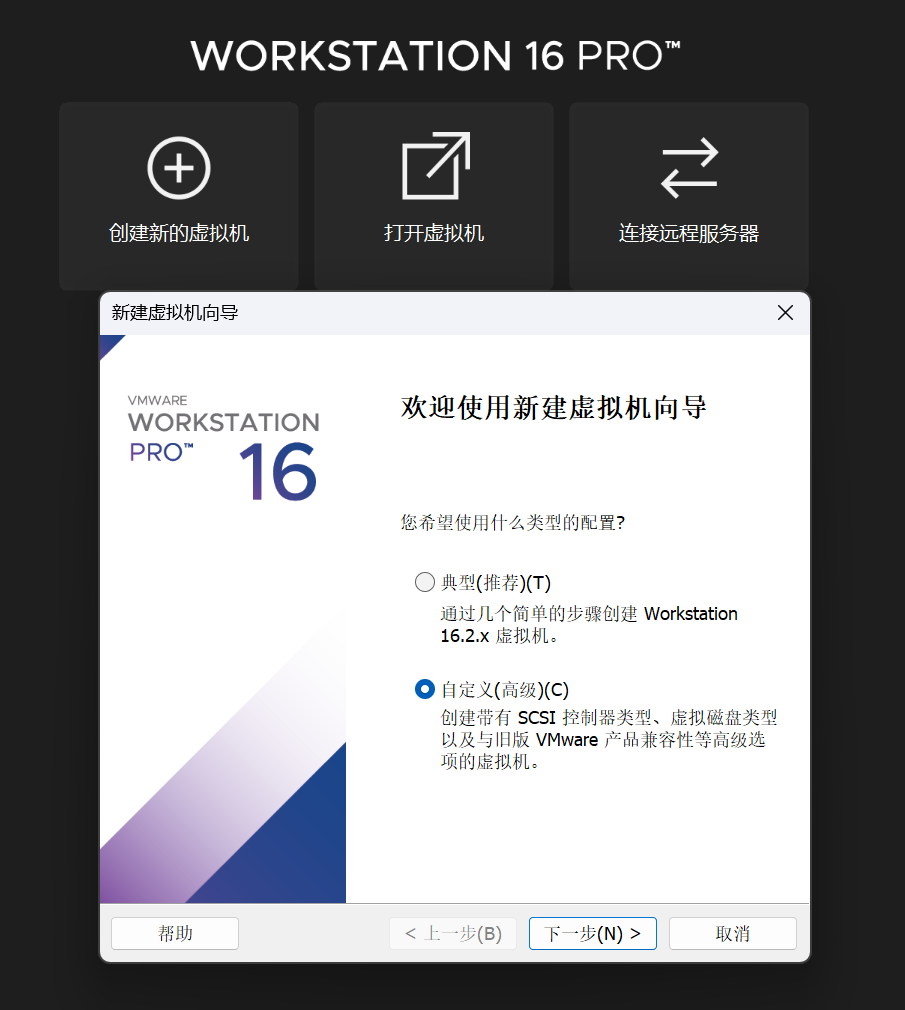 WORKSTATION 16 PRO™
创建新的虚拟机
打开虚拟机
连接远程服务器
新建虚拟机向导
VMWARE
WORKSTATION
PRO™ 16
欢迎使用新建虚拟机向导
您希望使用什么类型的配置?
典型(推荐)(T)
通过几个简单的步骤创建 Workstation
16.2.x 虚拟机。
自定义(高级)(C)
创建带有 SCSI 控制器类型、虚拟磁盘类型
以及与旧版 VMware 产品兼容性等高级选
项的虚拟机。
帮助
< 上一步(B)
下一步(N) >
取消